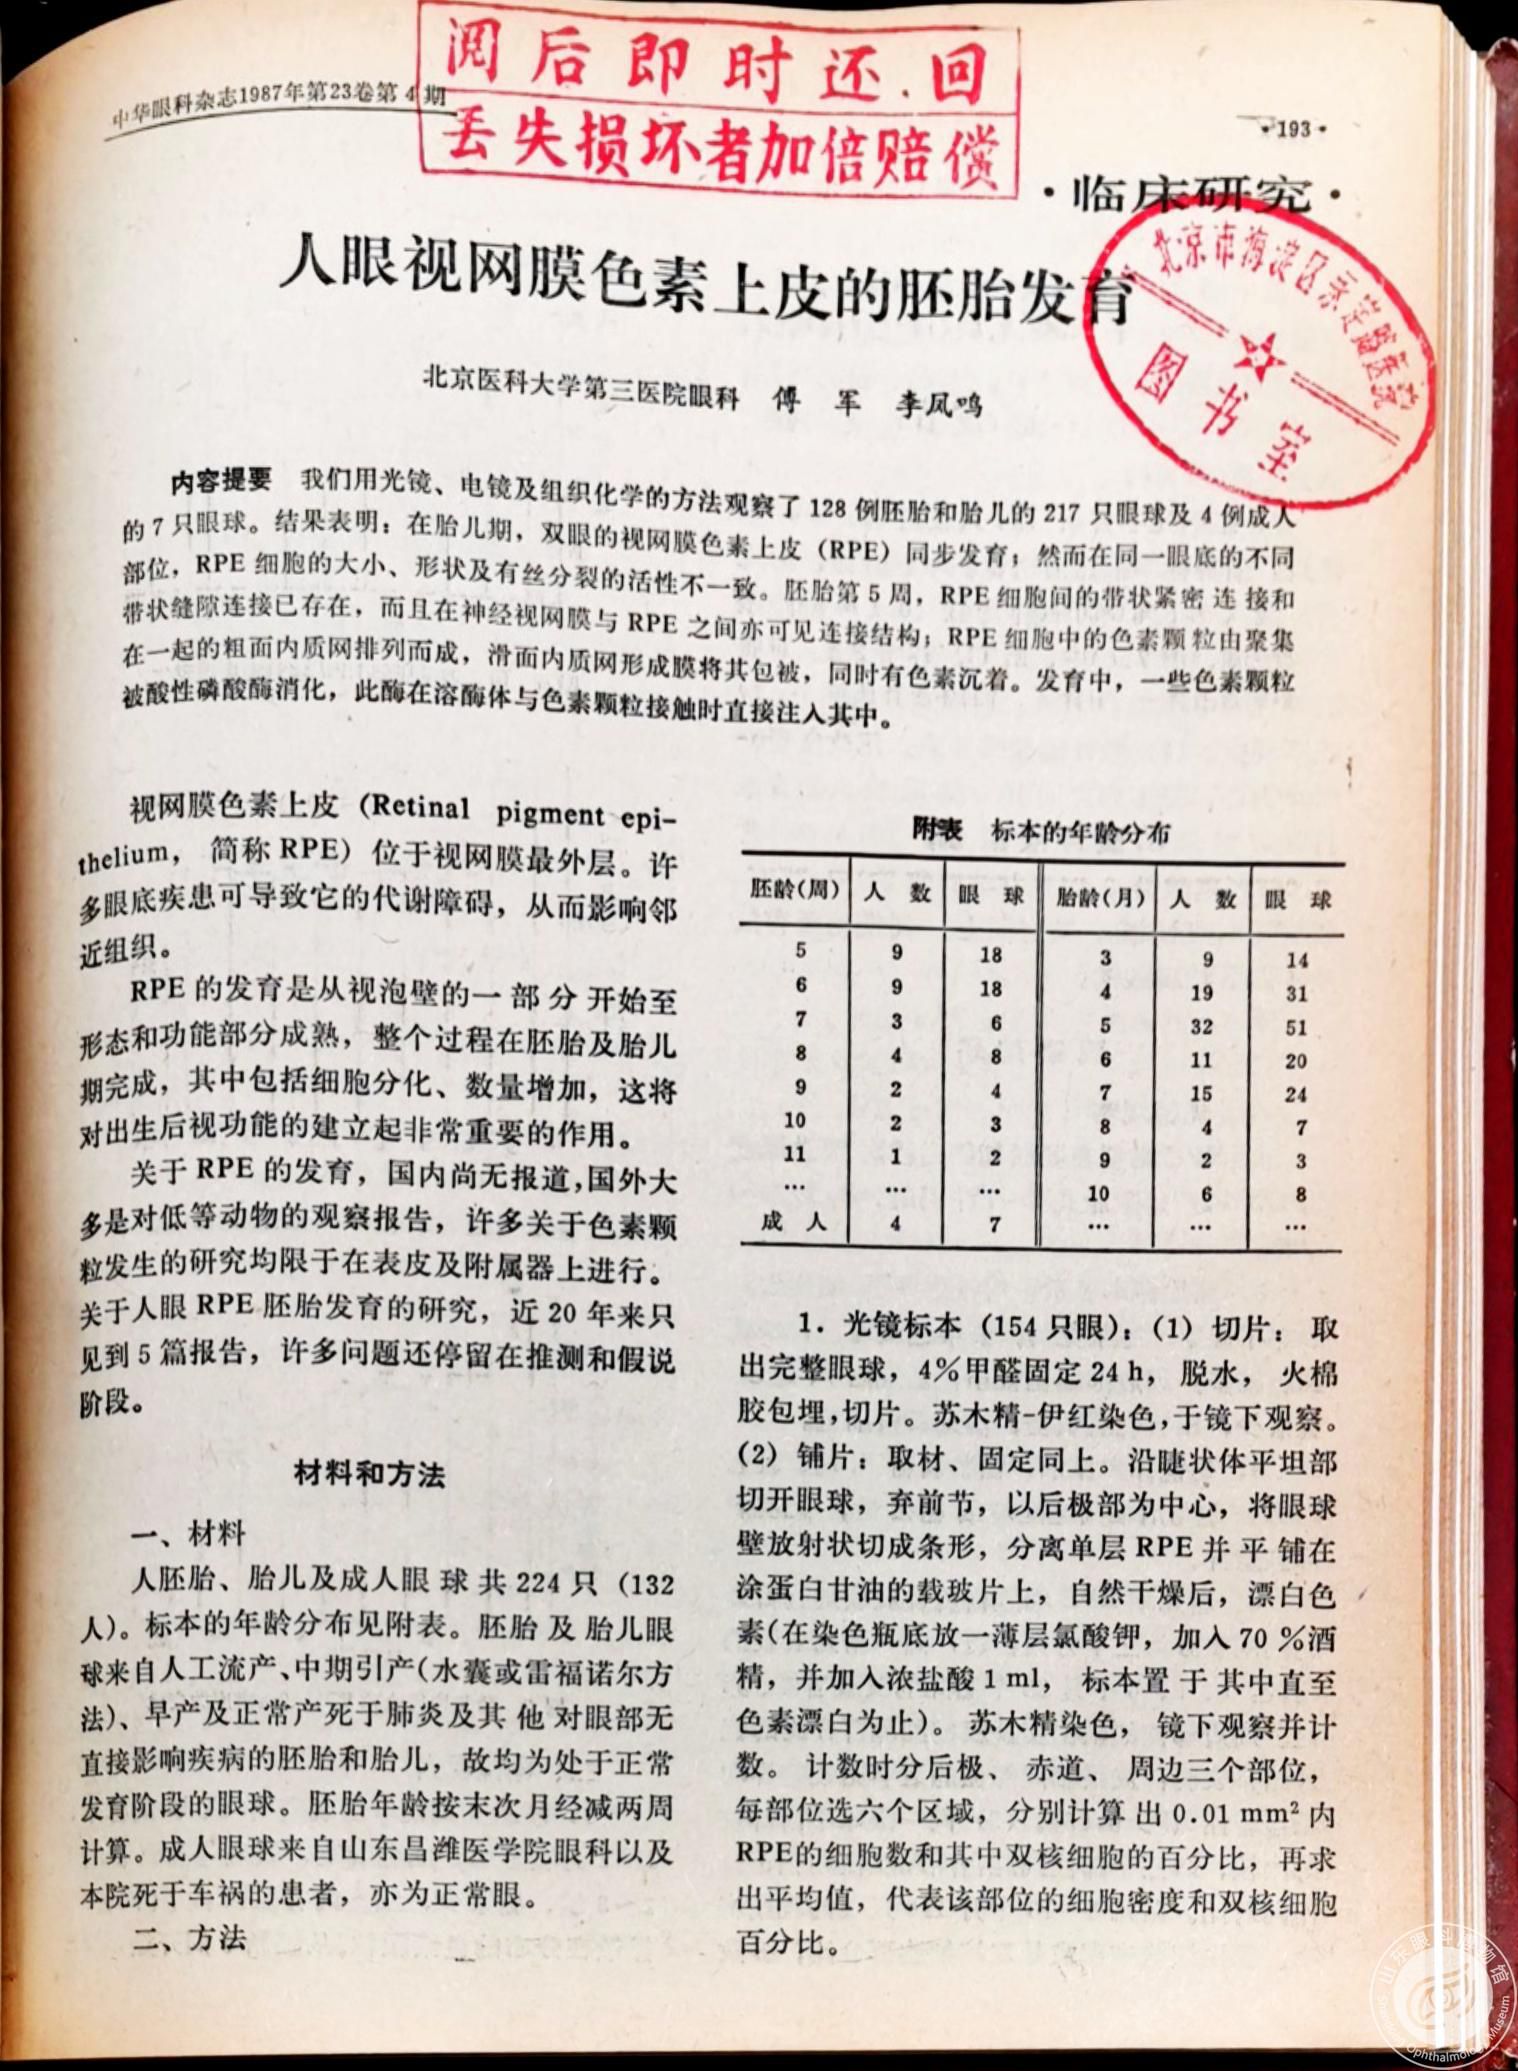 阅后即时还回
丢失损坏者加倍赔偿
中华眼科杂志1987年第23卷第4期
·193·
·临床研究·
人眼视网膜色素上皮的胚胎发育
北京市海淀区永定路医院
图书室
北京医科大学第三医院眼科 傅 军 李凤鸣
内容提要 我们用光镜、电镜及组织化学的方法观察了128例胚胎和胎儿的217只眼球及4例成人
的7只眼球。结果表明：在胎儿期，双眼的视网膜色素上皮（RPE）同步发育；然而在同一眼底的不同
部位，RPE细胞的大小、形状及有丝分裂的活性不一致。胚胎第5周，RPE细胞间的带状紧密连接和
带状缝隙连接已存在，而且在神经视网膜与RPE之间亦可见连接结构；RPE细胞中的色素颗粒由聚集
在一起的粗面内质网排列而成，滑面内质网形成膜将其包被，同时有色素沉着。发育中，一些色素颗粒
被酸性磷酸酶消化，此酶在溶酶体与色素颗粒接触时直接注入其中。
视网膜色素上皮（Retinal pigment epi-
thelium，简称RPE）位于视网膜最外层。许
多眼底疾患可导致它的代谢障碍，从而影响邻
近组织。
RPE的发育是从视泡壁的一部分开始至
形态和功能部分成熟，整个过程在胚胎及胎儿
期完成，其中包括细胞分化、数量增加，这将
对出生后视功能的建立起非常重要的作用。
关于RPE的发育，国内尚无报道，国外大
多是对低等动物的观察报告，许多关于色素颗
粒发生的研究均限于在表皮及附属器上进行。
关于人眼RPE胚胎发育的研究，近20年来只
见到5篇报告，许多问题还停留在推测和假说
阶段。
材料和方法
一、材料
人胚胎、胎儿及成人眼球共224只（132
人）。标本的年龄分布见附表。胚胎及胎儿眼
球来自人工流产、中期引产（水囊或雷福诺尔方
法）、早产及正常产死于肺炎及其他对眼部无
直接影响疾病的胚胎和胎儿，故均为处于正常
发育阶段的眼球。胚胎年龄按末次月经减两周
计算。成人眼球来自山东昌潍医学院眼科以及
本院死于车祸的患者，亦为正常眼。
二、方法
附表 标本的年龄分布
胚龄（周） 人 数 眼 球 胎龄（月） 人 数 眼 球
5 9 18 3 9 14
6 9 18 4 19 31
7 3 6 5 32 51
8 4 8 6 11 20
9 2 4 7 15 24
10 2 3 8 4 7
11 1 2 9 2 3
… … … 10 6 8
成 人 4 7 … … …
1．光镜标本（154只眼）：（1）切片：取
出完整眼球，4%甲醛固定24h，脱水，火棉
胶包埋，切片。苏木精-伊红染色，于镜下观察。
（2）铺片：取材、固定同上。沿睫状体平坦部
切开眼球，弃前节，以后极部为中心，将眼球
壁放射状切成条形，分离单层RPE并平铺在
涂蛋白甘油的载玻片上，自然干燥后，漂白色
素（在染色瓶底放一薄层氯酸钾，加入70%酒
精，并加入浓盐酸1ml，标本置于其中直至
色素漂白为止）。苏木精染色，镜下观察并计
数。计数时分后极、赤道、周边三个部位，
每部位选六个区域，分别计算出0.01mm²内
RPE的细胞数和其中双核细胞的百分比，再求
出平均值，代表该部位的细胞密度和双核细胞
百分比。
山东眼科博物馆
Ophthalmology Museum